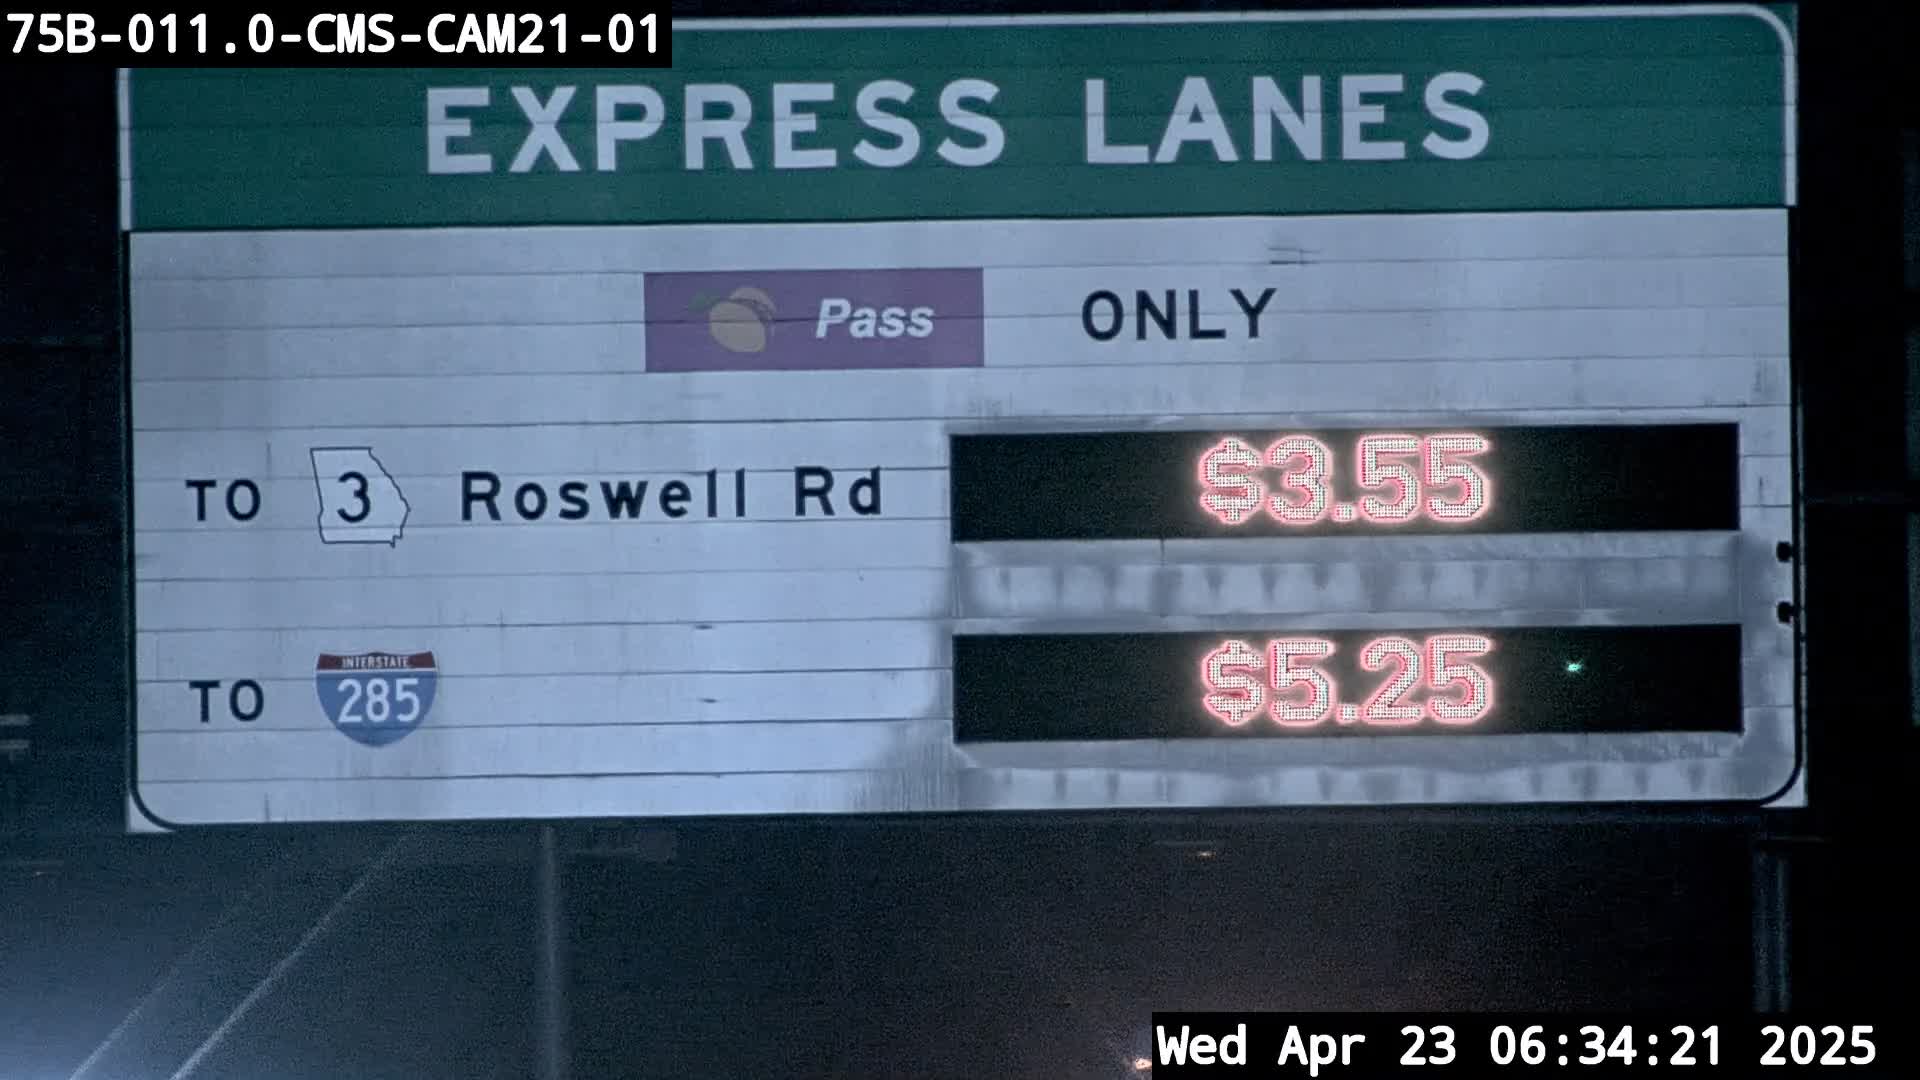 75B-011.0-CMS-CAM21-01
EXPRESS LANES
Pass ONLY
TO 3 Roswell Rd $3.55
INTERSTATE
TO 285 $5.25
Wed Apr 23 06:34:21 2025